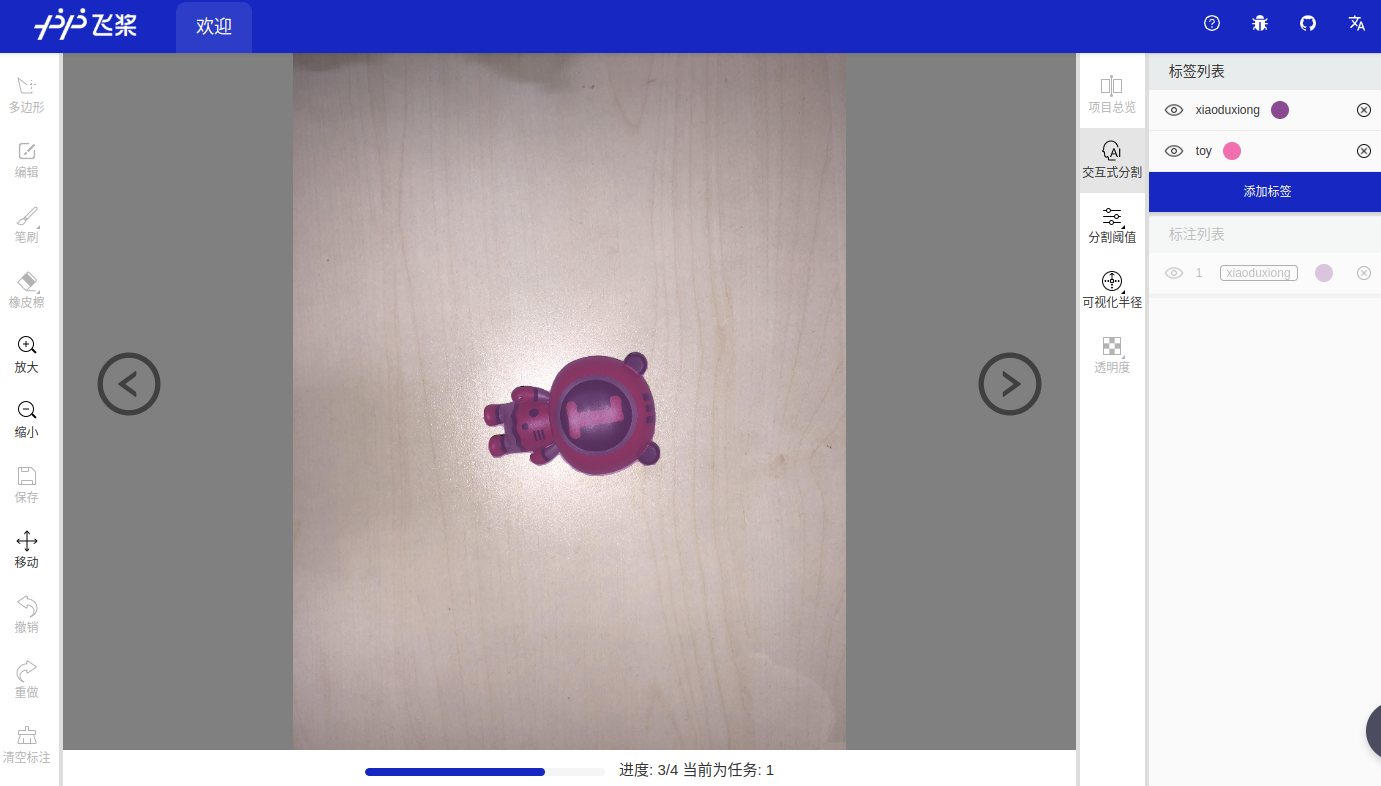 飞桨
欢迎
多边形
编辑
笔刷
橡皮檫
放大
缩小
保存
移动
撤销
重做
清空标注
进度: 3/4 当前为任务: 1
项目总览
交互式分割
分割阈值
可视化半径
透明度
标签列表
xiaoduxiong
toy
添加标签
标注列表
1 xiaoduxiong